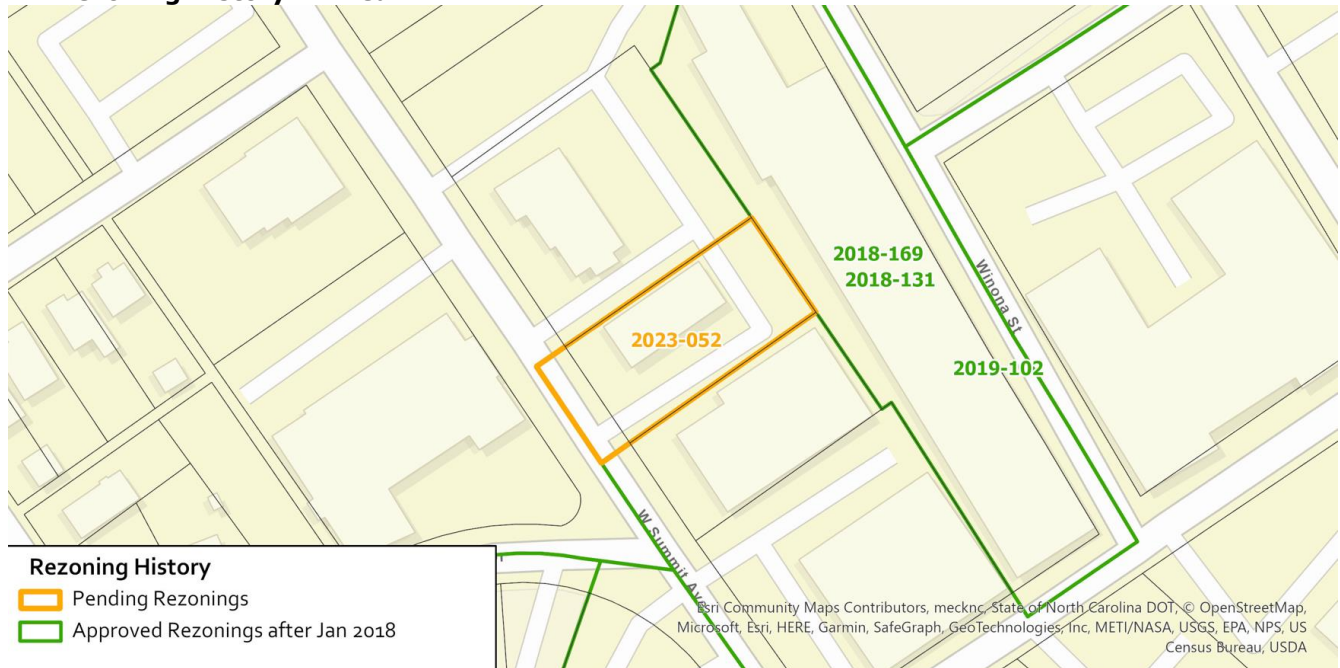 2018-169
2018-131
Winona St
2023-052
2019-102
W Summit Ave
Rezoning History
Pending Rezonings
Approved Rezonings after Jan 2018
Esri Community Maps Contributors, mecknc, State of North Carolina DOT, © OpenStreetMap,
Microsoft, Esri, HERE, Garmin, SafeGraph, GeoTechnologies, Inc, METI/NASA, USGS, EPA, NPS, US
Census Bureau, USDA